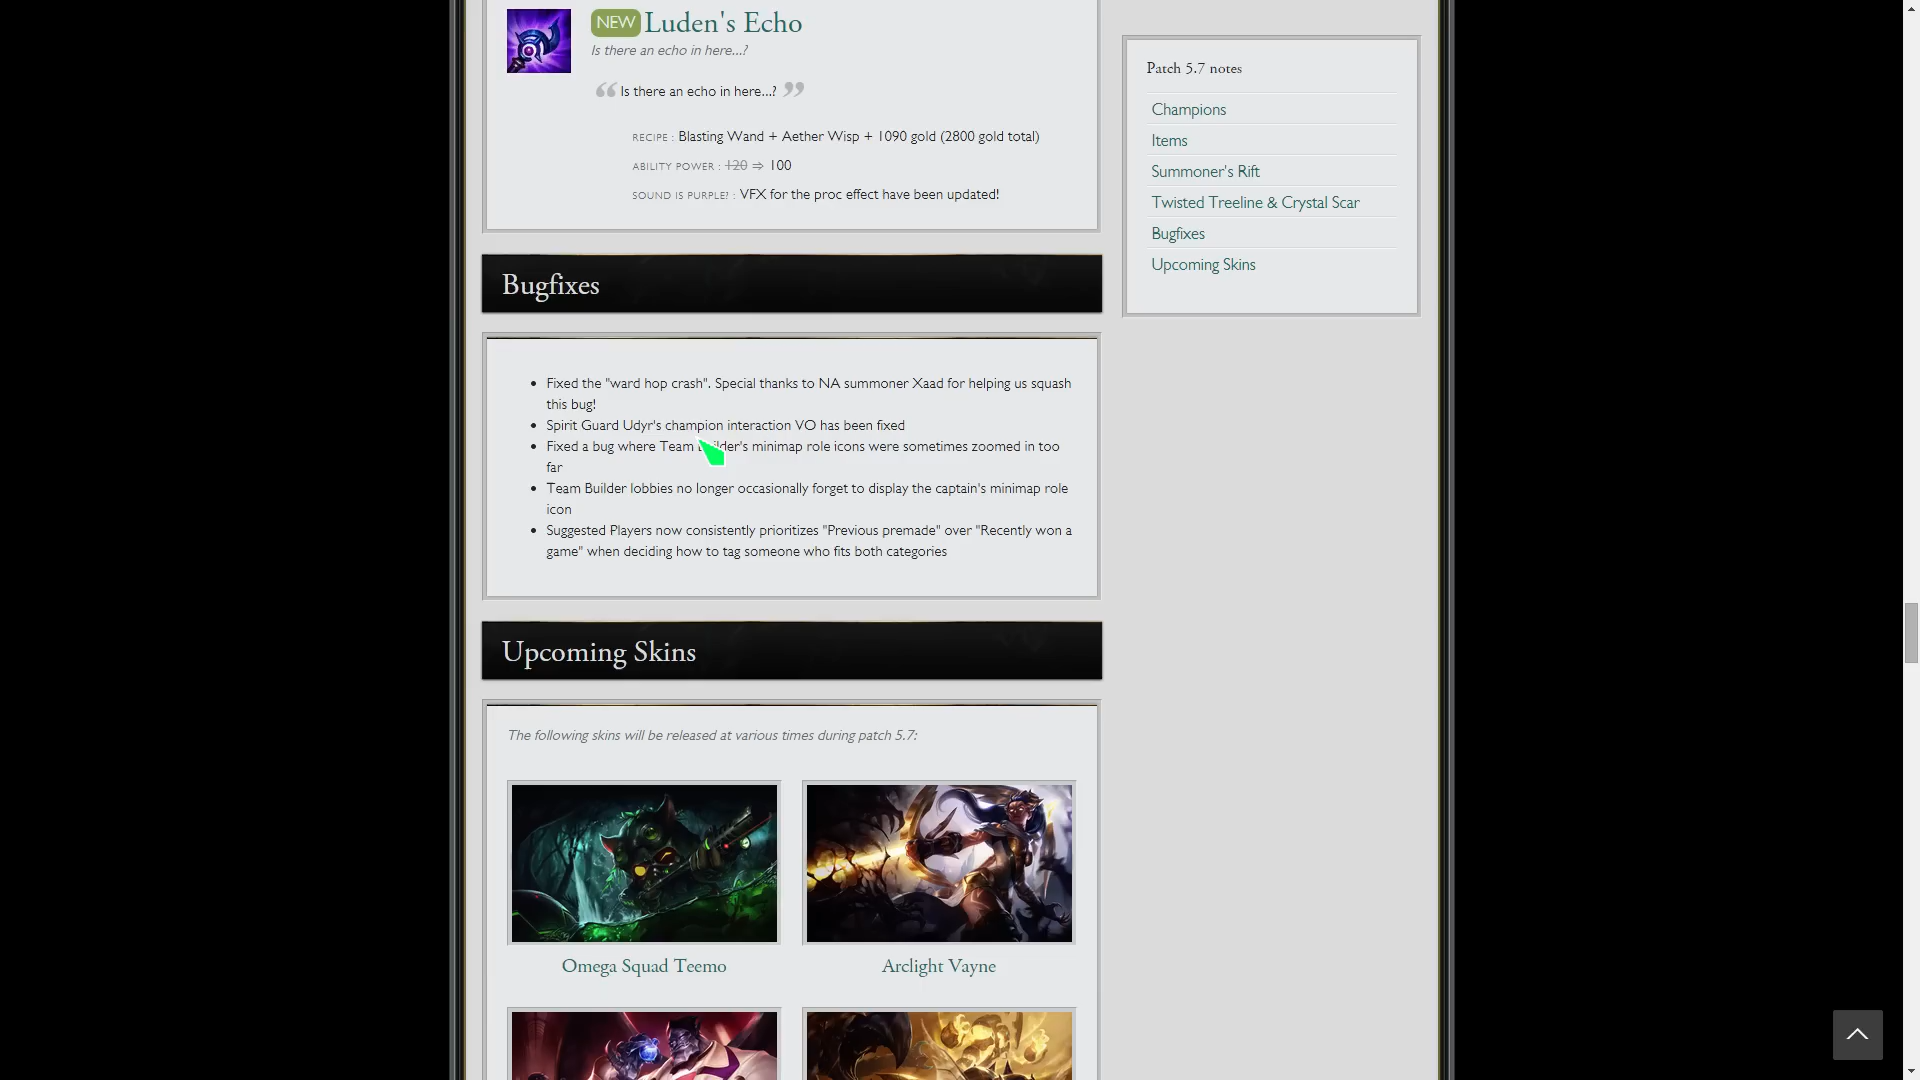 NEW Luden's Echo
Is there an echo in here...?
“ Is there an echo in here...? ”
RECIPE : Blasting Wand + Aether Wisp + 1090 gold (2800 gold total)
ABILITY POWER : 120 ⇒ 100
SOUND IS PURPLE? : VFX for the proc effect have been updated!
Bugfixes
• Fixed the "ward hop crash". Special thanks to NA summoner Xaad for helping us squash
this bug!
• Spirit Guard Udyr's champion interaction VO has been fixed
• Fixed a bug where Team Builder's minimap role icons were sometimes zoomed in too
far
• Team Builder lobbies no longer occasionally forget to display the captain's minimap role
icon
• Suggested Players now consistently prioritizes "Previous premade" over "Recently won a
game" when deciding how to tag someone who fits both categories
Upcoming Skins
The following skins will be released at various times during patch 5.7:
Omega Squad Teemo
Arclight Vayne
Patch 5.7 notes
Champions
Items
Summoner's Rift
Twisted Treeline & Crystal Scar
Bugfixes
Upcoming Skins